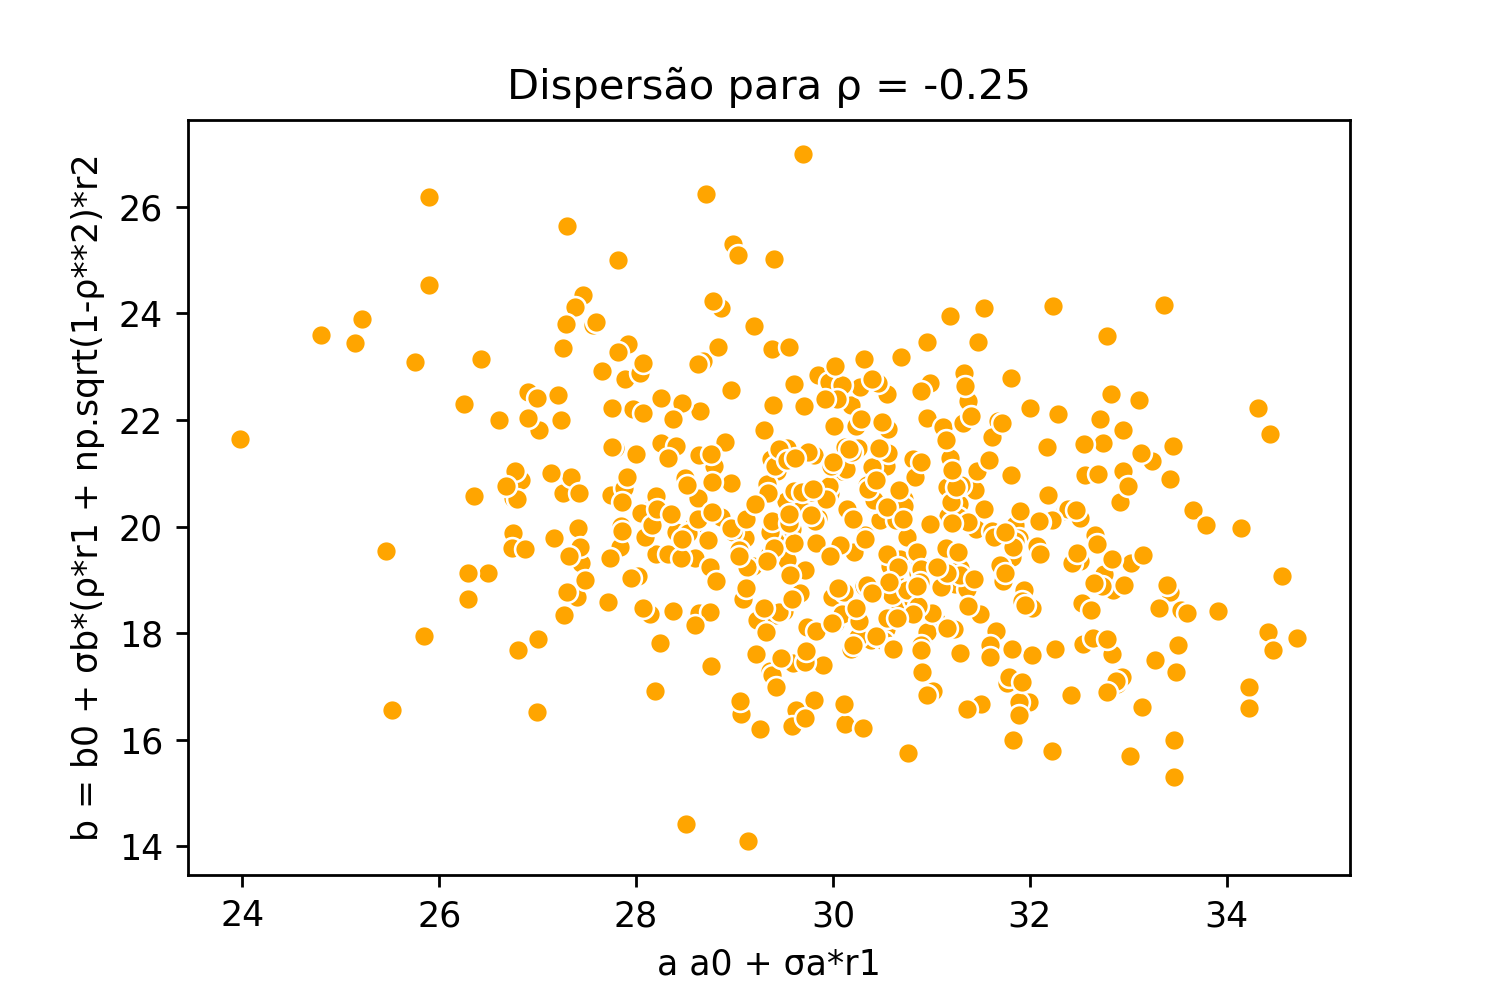 Dispersão para ρ = -0.25
b = b0 + σb*(ρ*r1 + np.sqrt(1-ρ**2)*r2
26
24
22
20
18
16
14
24 26 28 30 32 34
a a0 + σa*r1